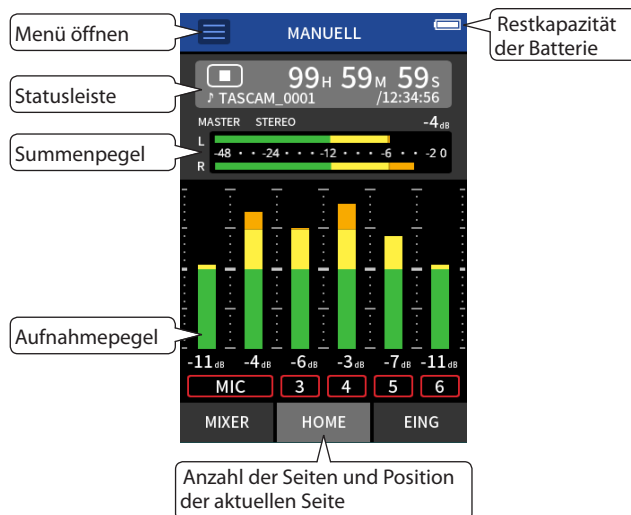 Menü öffnen
MANUELL
Restkapazität
der Batterie
Statusleiste
99H 59M 59S
♪ TASCAM_0001
/12:34:56
MASTER STEREO
-4dB
Summenpegel
L
-48 · · -24 · · · -12 · · · -6 · · -2 0
R
Aufnahmepegel
-11dB -4dB -6dB -3dB -7dB -11dB
MIC 3 4 5 6
MIXER HOME EING
Anzahl der Seiten und Position
der aktuellen Seite